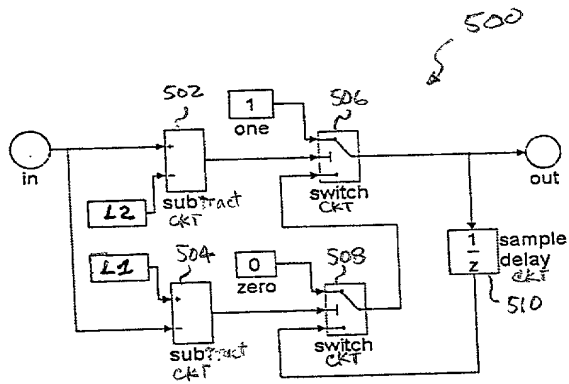 500
502
506
1
one
in
+
−
subtract
CKT
switch
CKT
out
L2
L1
504
0
zero
508
1
z
sample
delay
CKT
510
+
−
subtract
CKT
switch
CKT